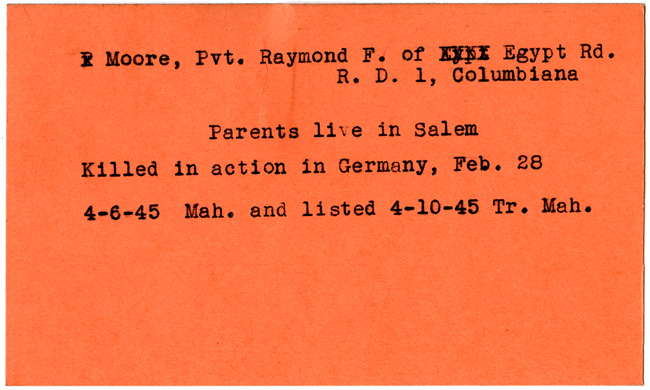 Moore, Pvt. Raymond F. of Egypt Rd.
R. D. 1, Columbiana
Parents live in Salem
Killed in action in Germany, Feb. 28
4-6-45 Mah. and listed 4-10-45 Tr. Mah.